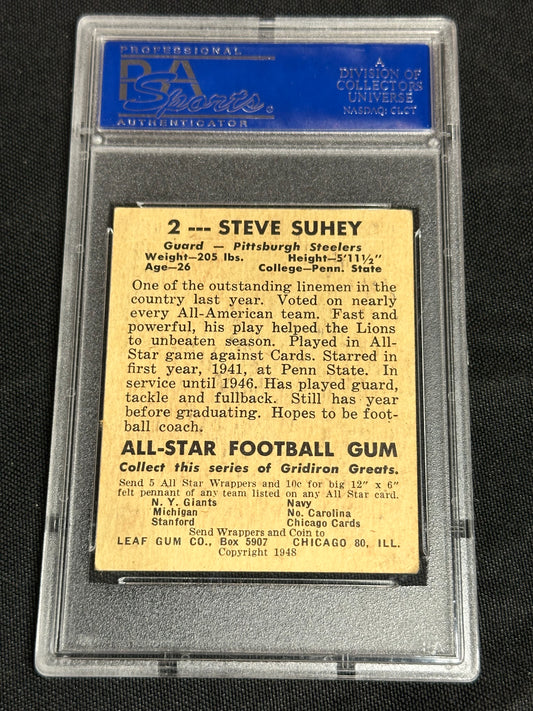 PROFESSIONAL
PSA
Sports
AUTHENTICATOR
A
DIVISION OF
COLLECTORS
UNIVERSE
NASDAQ: CLCT
2 --- STEVE SUHEY
Guard — Pittsburgh Steelers
Weight—205 lbs. Height—5'11½"
Age—26 College—Penn. State
One of the outstanding linemen in the
country last year. Voted on nearly
every All-American team. Fast and
powerful, his play helped the Lions
to unbeaten season. Played in All-
Star game against Cards. Starred in
first year, 1941, at Penn State. In
service until 1946. Has played guard,
tackle and fullback. Still has year
before graduating. Hopes to be foot-
ball coach.
ALL-STAR FOOTBALL GUM
Collect this series of Gridiron Greats.
Send 5 All Star Wrappers and 10c for big 12" x 6"
felt pennant of any team listed on any All Star card.
N. Y. Giants Navy
Michigan No. Carolina
Stanford Chicago Cards
Send Wrappers and Coin to
LEAF GUM CO., Box 5907 CHICAGO 80, ILL.
Copyright 1948